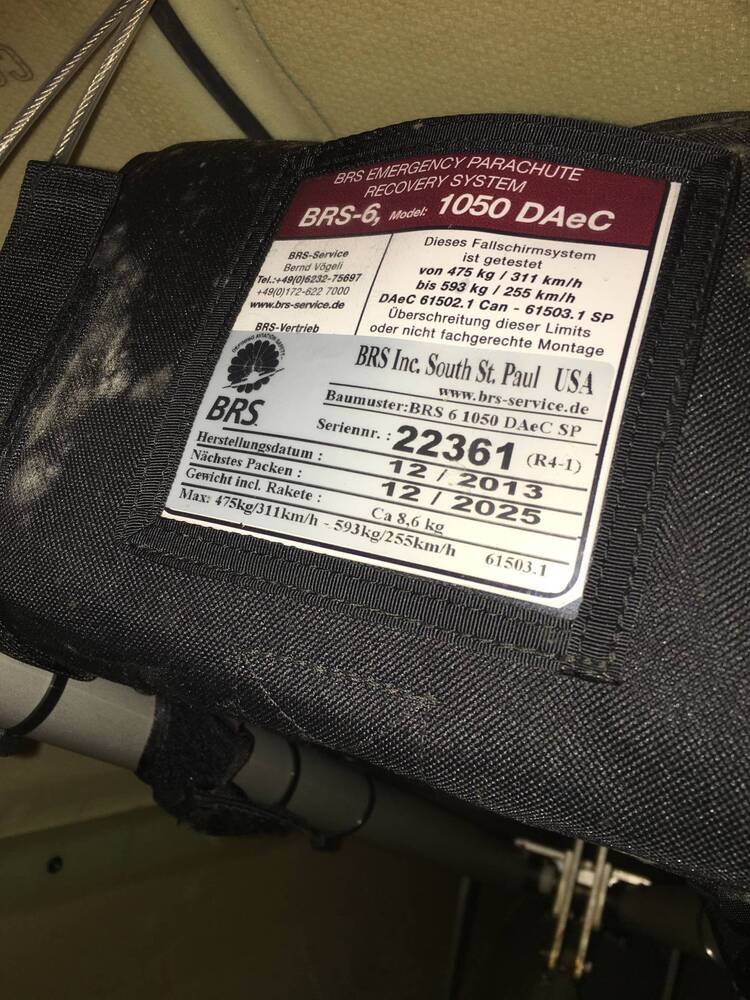 BRS EMERGENCY PARACHUTE
RECOVERY SYSTEM
BRS-6, Model: 1050 DAeC
BRS-Service
Bernd Vögeli
Tel.:+49(0)6232-75697
+49(0)172-622 7000
www.brs-service.de
BRS-Vertrieb
Dieses Fallschirmsystem
ist getestet
von 475 kg / 311 km/h
bis 593 kg / 255 km/h
DAeC 61502.1 Can - 61503.1 SP
Überschreitung dieser Limits
oder nicht fachgerechte Montage
DEFINING AVIATION SAFETY
BRS
BRS Inc. South St. Paul USA
www.brs-service.de
Baumuster:BRS 6 1050 DAeC SP
Seriennr. : 22361 (R4-1)
Herstellungsdatum : 12 / 2013
Nächstes Packen : 12 / 2025
Gewicht incl. Rakete : Ca 8,6 kg
Max: 475kg/311km/h - 593kg/255km/h 61503.1